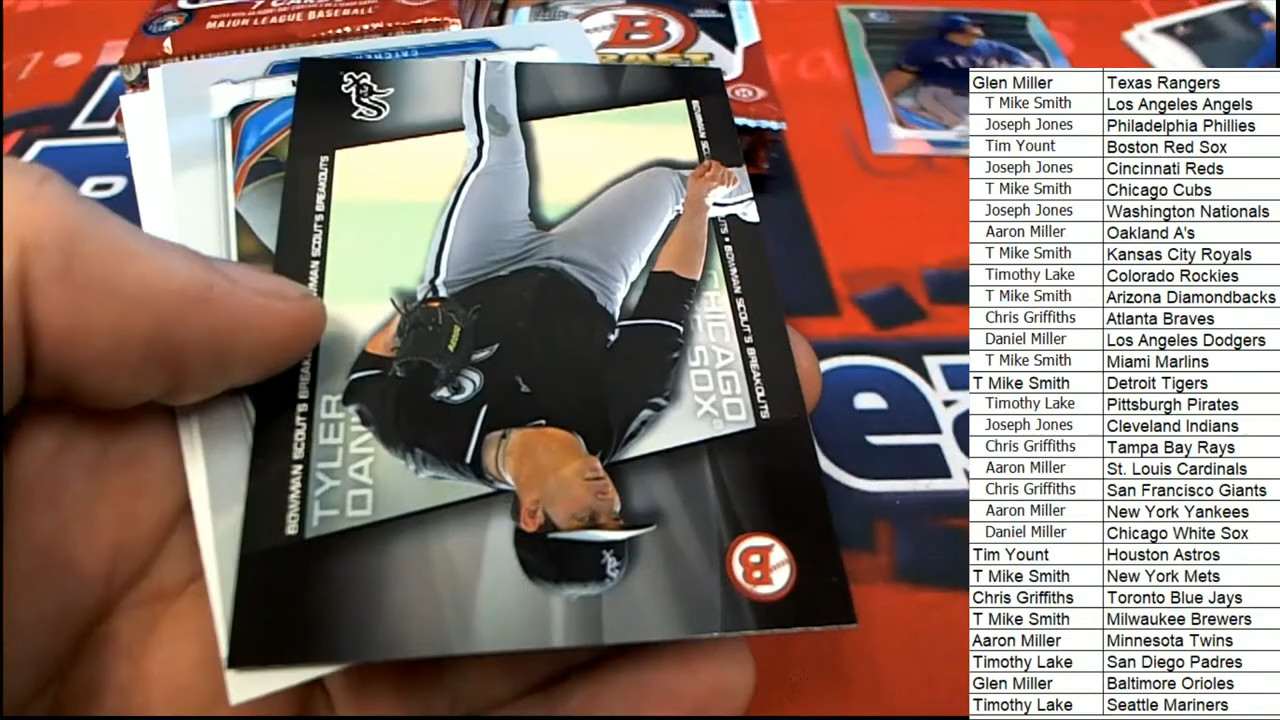 MAJOR LEAGUE BASEBALL
CATCHER
B
TEXAS
SOX
BOWMAN SCOUT'S BREAKOUTS
BOWMAN SCOUT'S BREAKOUTS
TYLER
CHICAGO
SOX
B
Glen Miller Texas Rangers
T Mike Smith Los Angeles Angels
Joseph Jones Philadelphia Phillies
Tim Yount Boston Red Sox
Joseph Jones Cincinnati Reds
T Mike Smith Chicago Cubs
Joseph Jones Washington Nationals
Aaron Miller Oakland A's
T Mike Smith Kansas City Royals
Timothy Lake Colorado Rockies
T Mike Smith Arizona Diamondbacks
Chris Griffiths Atlanta Braves
Daniel Miller Los Angeles Dodgers
T Mike Smith Miami Marlins
T Mike Smith Detroit Tigers
Timothy Lake Pittsburgh Pirates
Joseph Jones Cleveland Indians
Chris Griffiths Tampa Bay Rays
Aaron Miller St. Louis Cardinals
Chris Griffiths San Francisco Giants
Aaron Miller New York Yankees
Daniel Miller Chicago White Sox
Tim Yount Houston Astros
T Mike Smith New York Mets
Chris Griffiths Toronto Blue Jays
T Mike Smith Milwaukee Brewers
Aaron Miller Minnesota Twins
Timothy Lake San Diego Padres
Glen Miller Baltimore Orioles
Timothy Lake Seattle Mariners